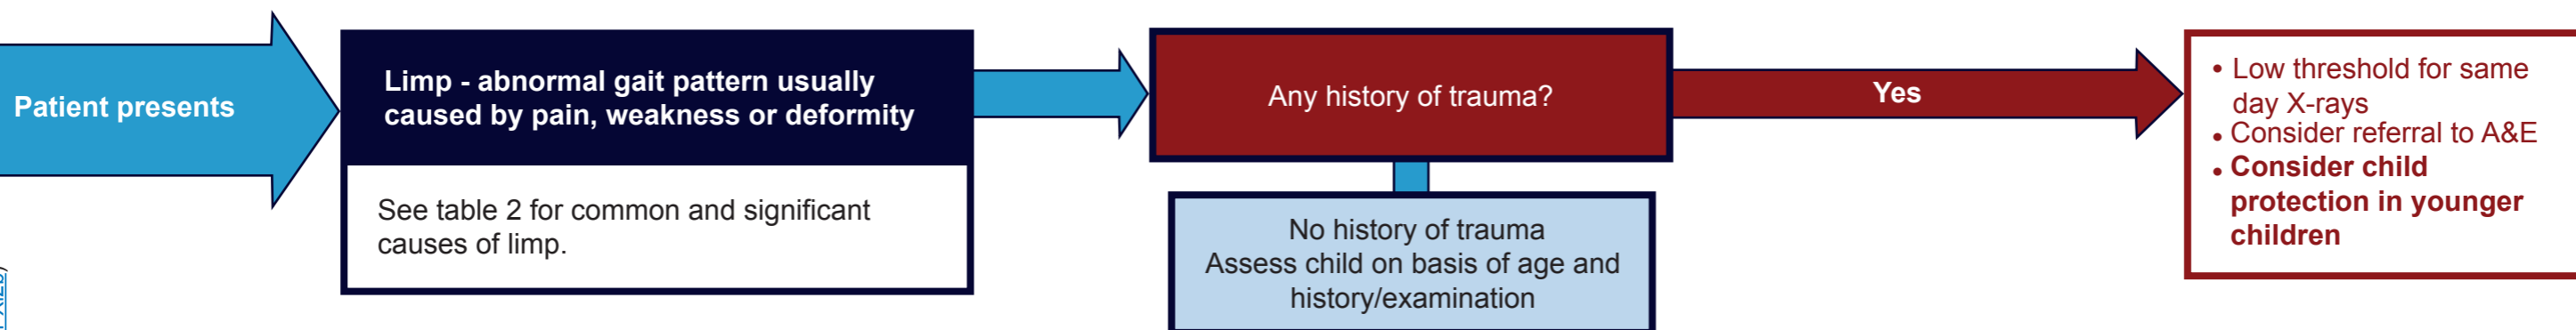 Patient presents
Limp - abnormal gait pattern usually
caused by pain, weakness or deformity
See table 2 for common and significant
causes of limp.
Any history of trauma?
No history of trauma
Assess child on basis of age and
history/examination
Yes
• Low threshold for same
day X-rays
• Consider referral to A&E
• Consider child
protection in younger
children